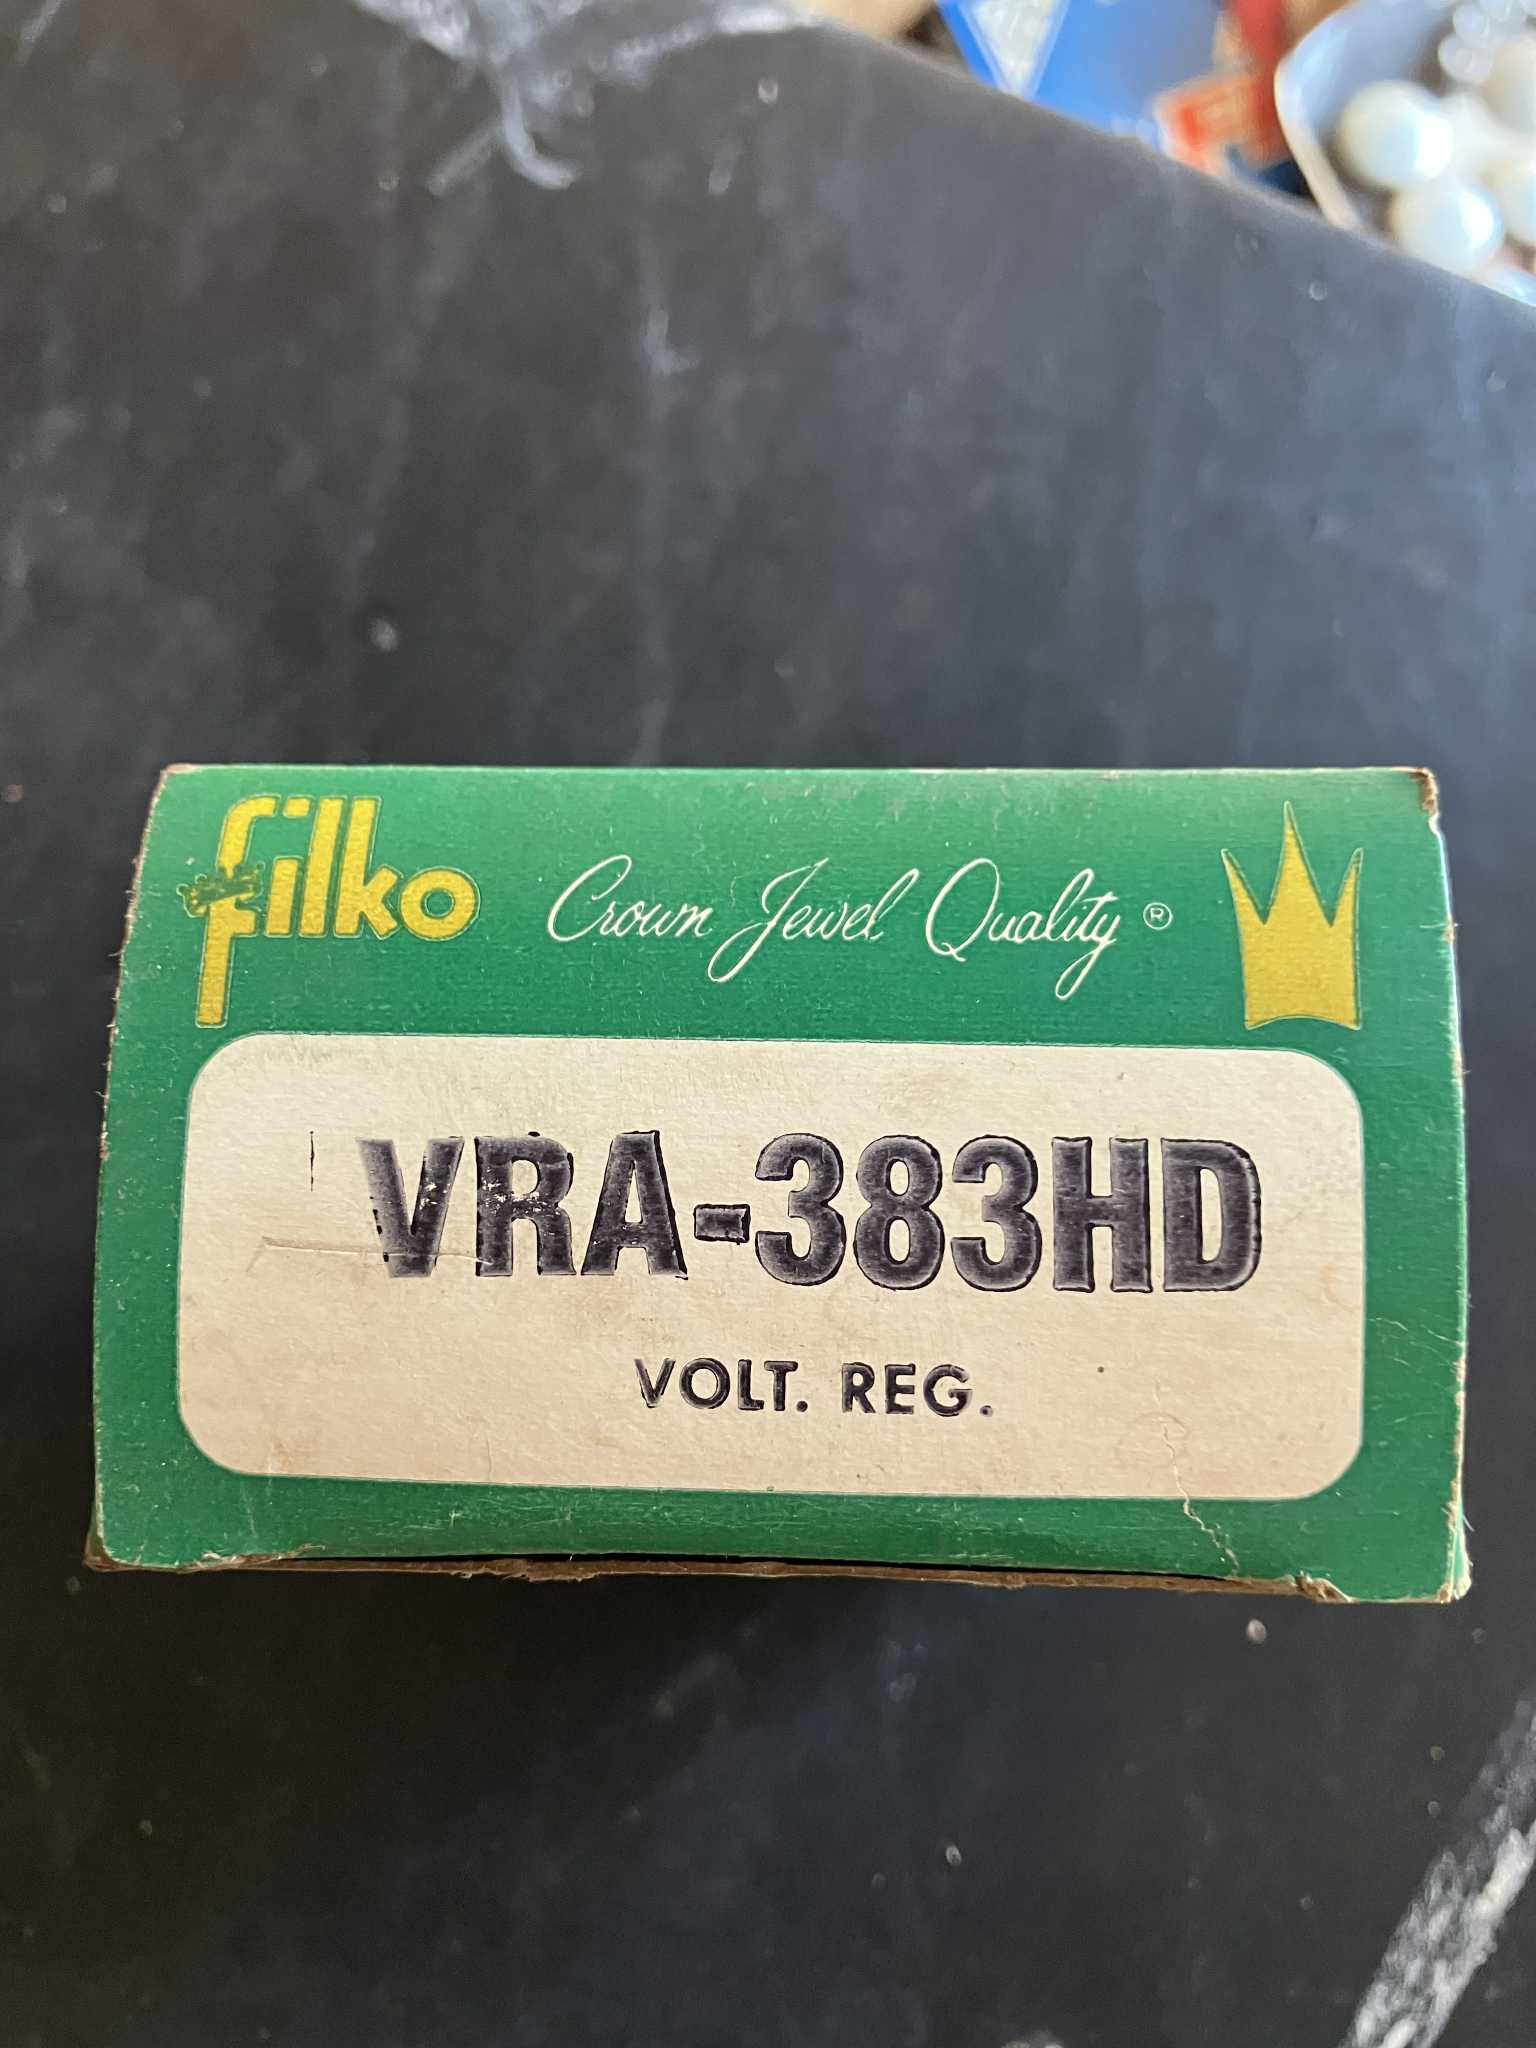 filko Crown Jewel Quality ®
VRA-383HD
VOLT. REG.